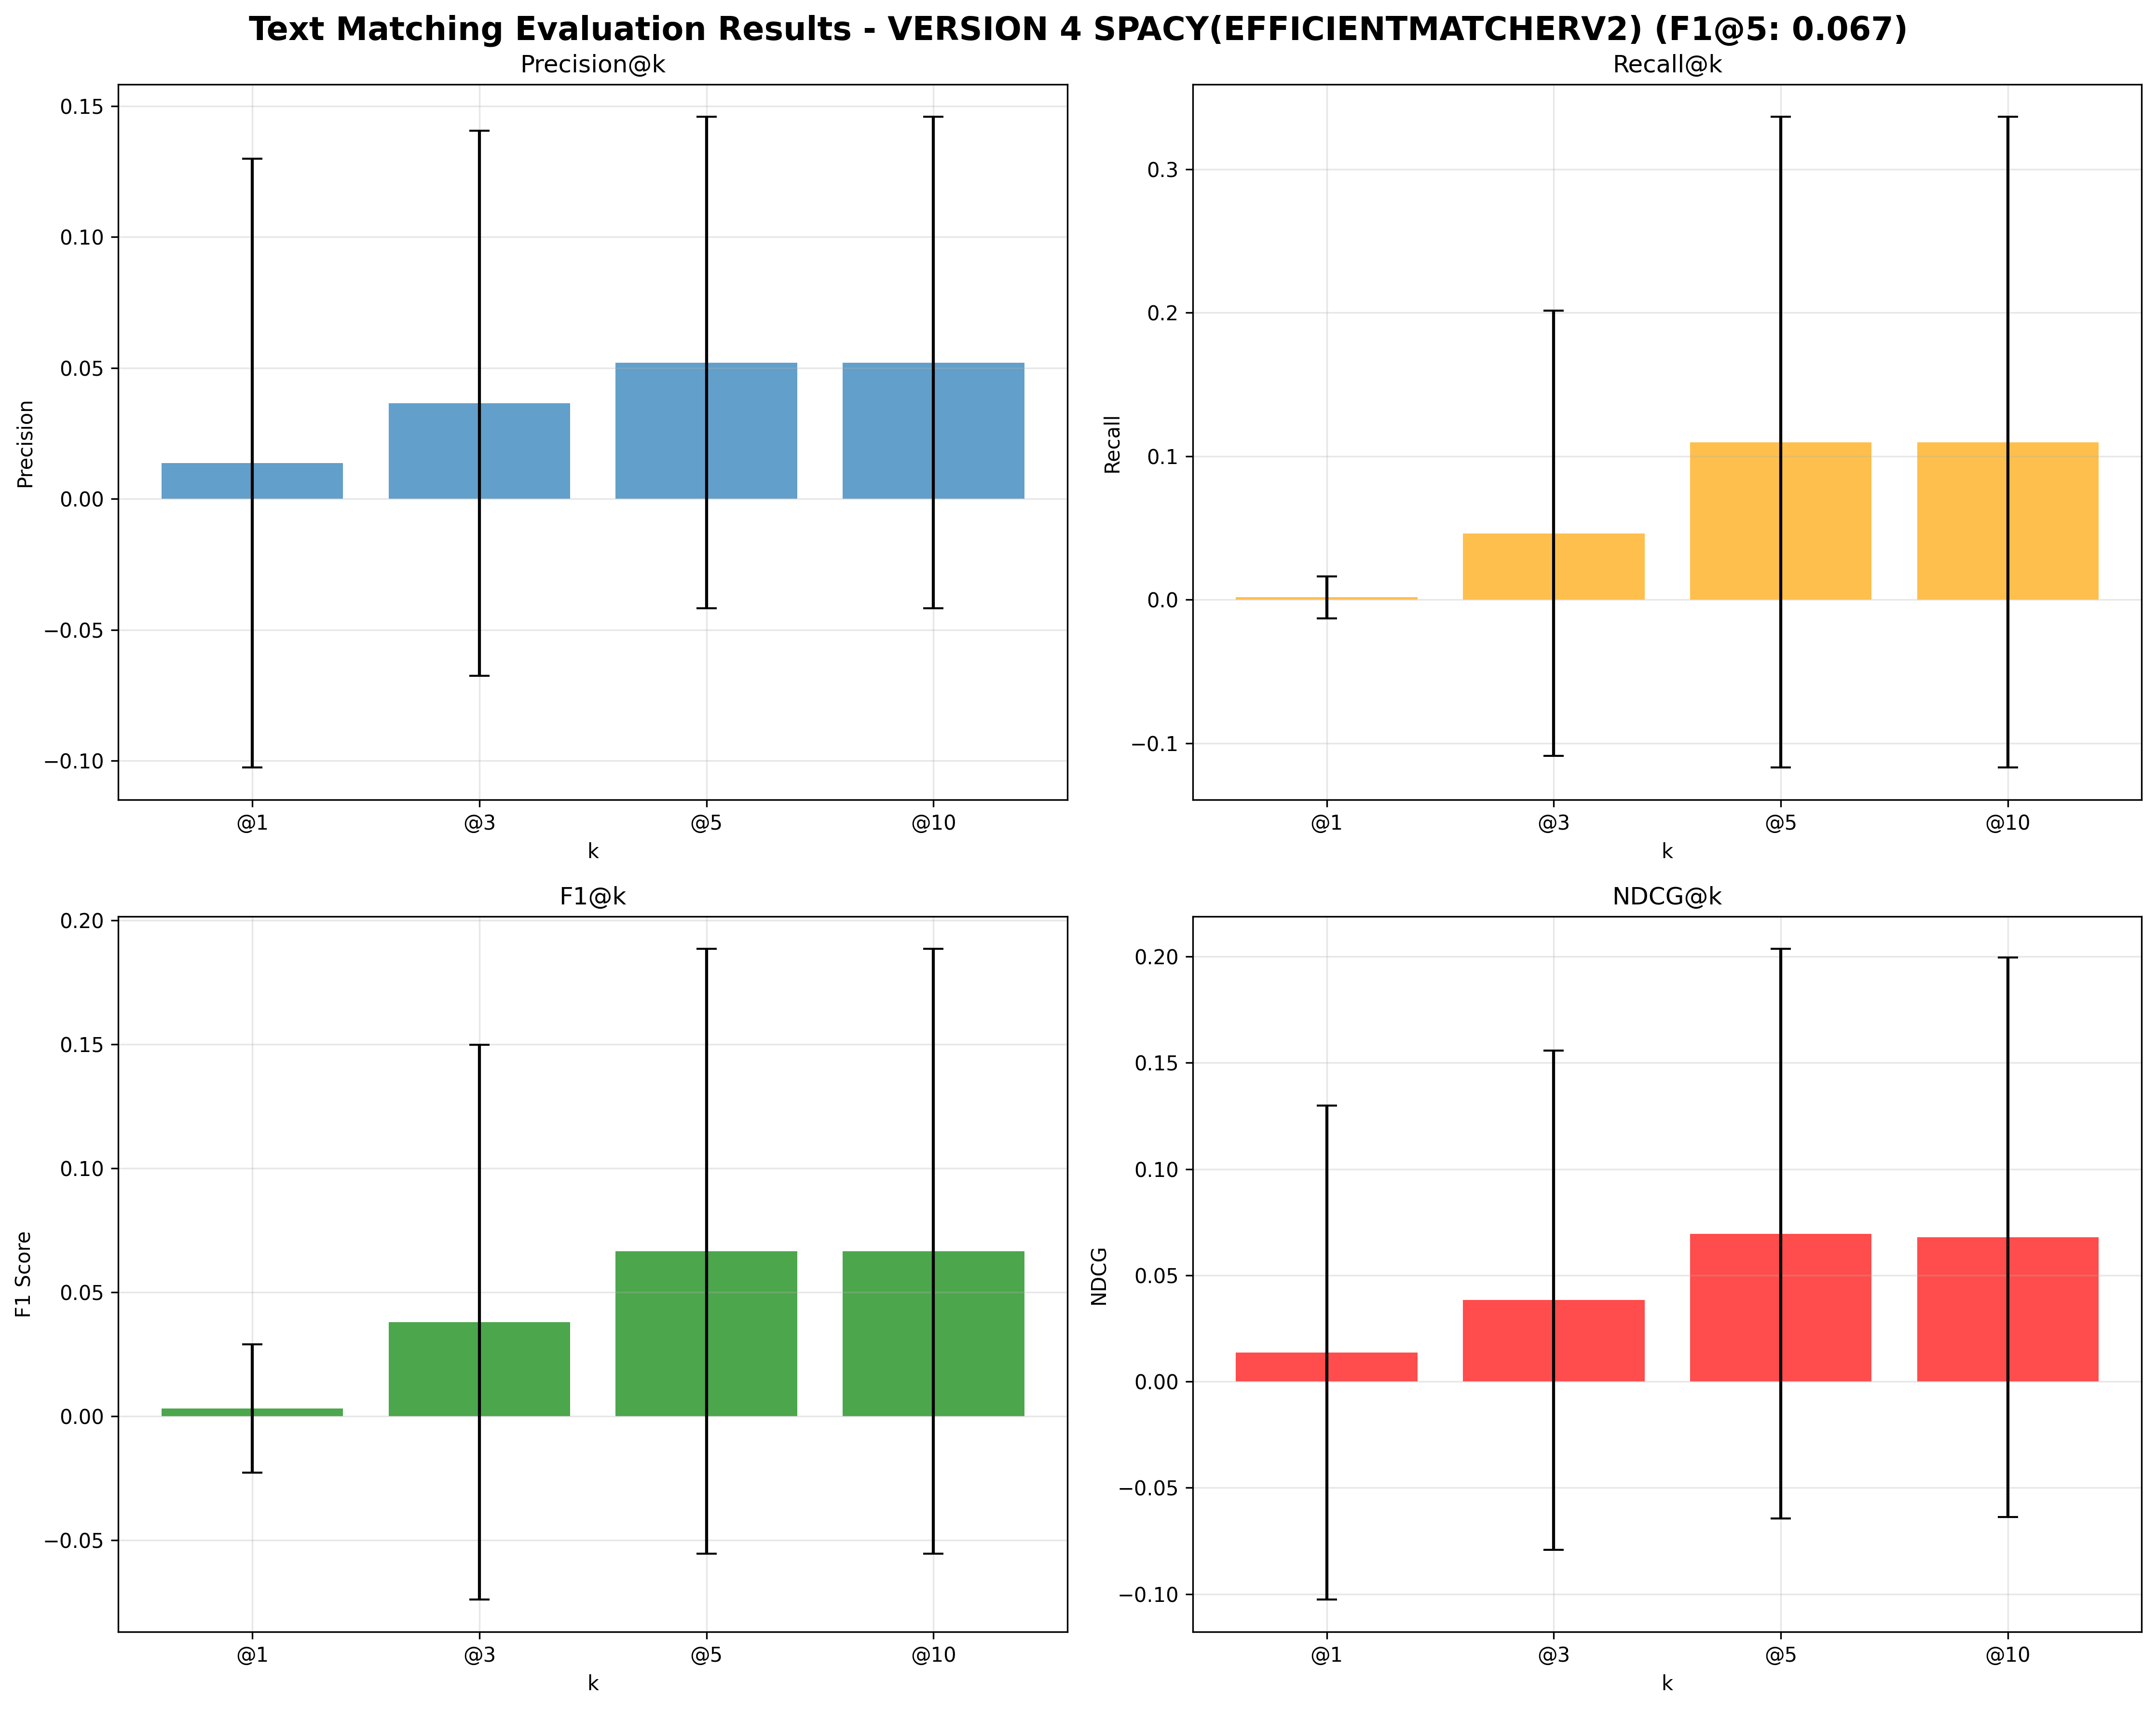 Text Matching Evaluation Results - VERSION 4 SPACY(EFFICIENTMATCHERV2) (F1@5: 0.067)
Precision@k
0.15
0.10
0.05
0.00
−0.05
−0.10
Precision
@1 @3 @5 @10
k
Recall@k
0.3
0.2
0.1
0.0
−0.1
Recall
@1 @3 @5 @10
k
F1@k
0.20
0.15
0.10
0.05
0.00
−0.05
F1 Score
@1 @3 @5 @10
k
NDCG@k
0.20
0.15
0.10
0.05
0.00
−0.05
−0.10
NDCG
@1 @3 @5 @10
k